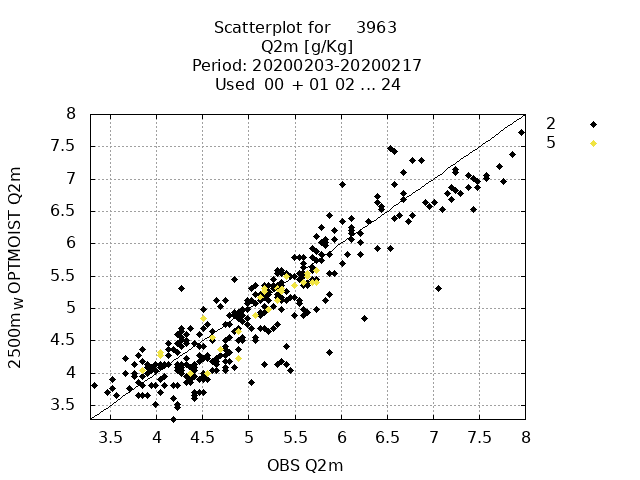 Scatterplot for 3963
Q2m [g/Kg]
Period: 20200203-20200217
Used 00 + 01 02 ... 24
2
5
8
7.5
7
6.5
6
5.5
5
4.5
4
3.5
2500m w OPTMOIST Q2m
3.5 4 4.5 5 5.5 6 6.5 7 7.5 8
OBS Q2m